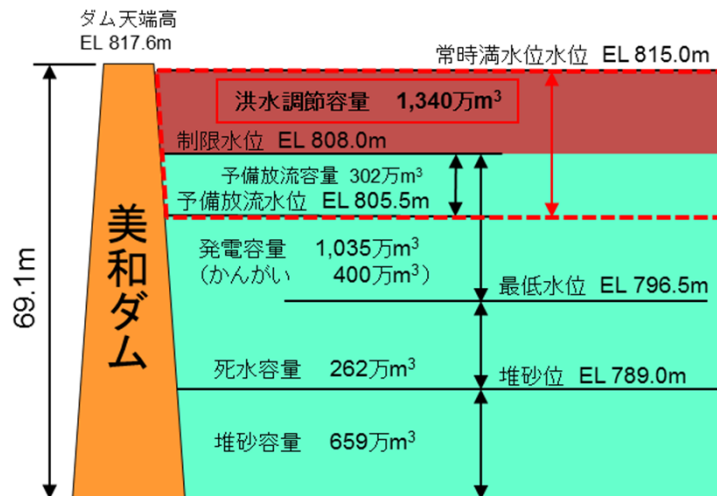 ダム天端高
EL 817.6m
常時満水位水位 EL 815.0m
洪水調節容量 1,340万m³
制限水位 EL 808.0m
予備放流容量 302万m³
予備放流水位 EL 805.5m
発電容量 1,035万m³
(かんがい 400万m³)
最低水位 EL 796.5m
死水容量 262万m³
堆砂位 EL 789.0m
堆砂容量 659万m³
美和ダム
69.1m